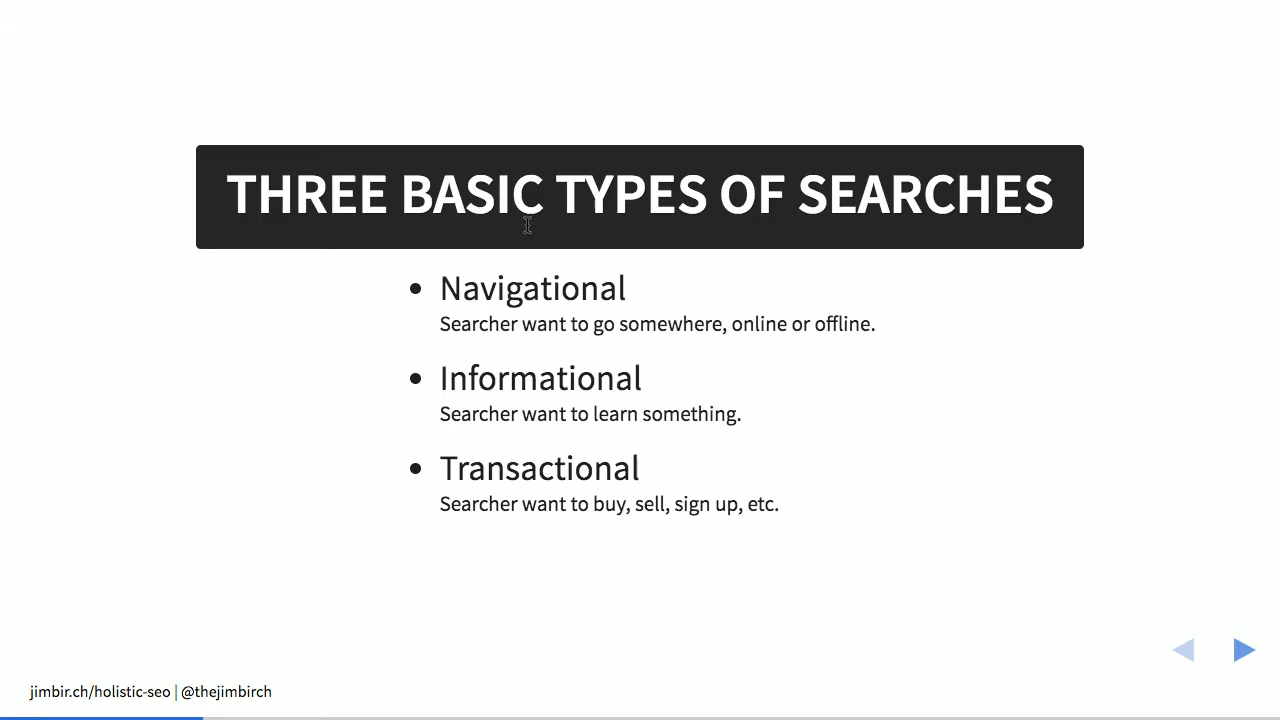 THREE BASIC TYPES OF SEARCHES
• Navigational
Searcher want to go somewhere, online or offline.
• Informational
Searcher want to learn something.
• Transactional
Searcher want to buy, sell, sign up, etc.
jimbir.ch/holistic-seo | @thejimbirch